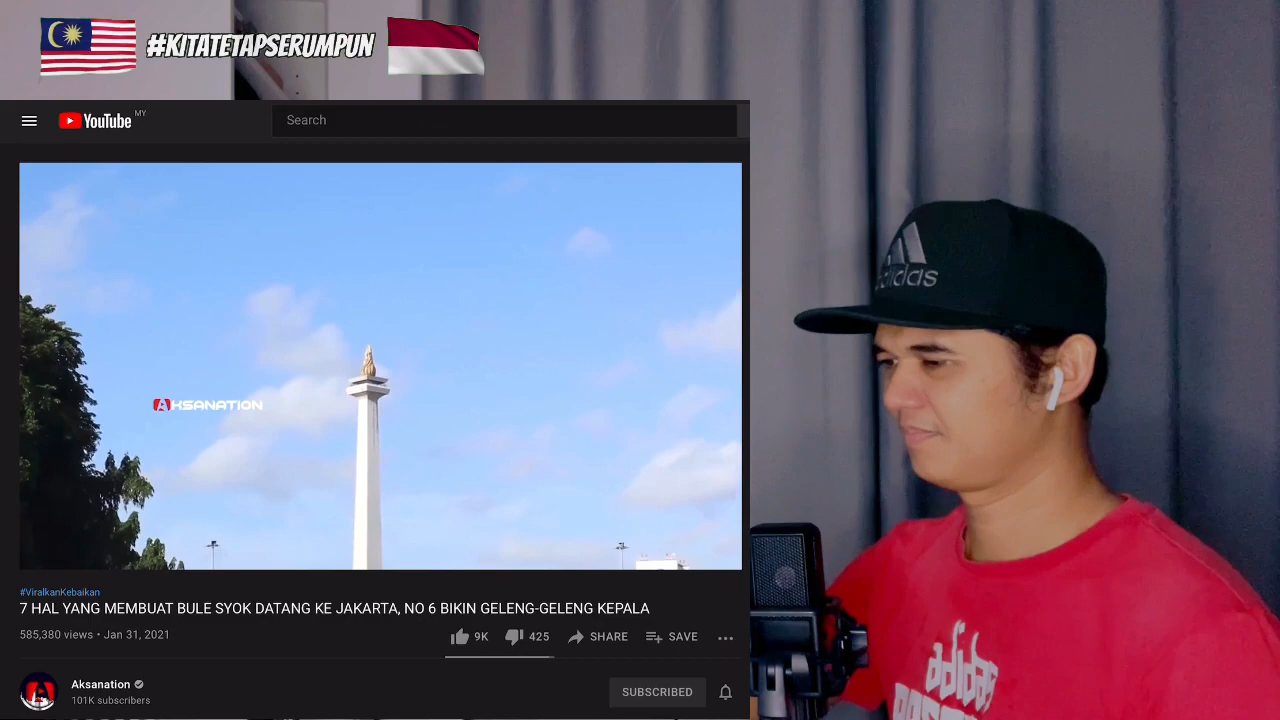 #KITATETAPSERUMPUN
YouTube MY
Search
AKSANATION
#ViralkanKebaikan
7 HAL YANG MEMBUAT BULE SYOK DATANG KE JAKARTA, NO 6 BIKIN GELENG-GELENG KEPALA
585,380 views • Jan 31, 2021
9K 425 SHARE SAVE
Aksanation
101K subscribers
SUBSCRIBED
adidas
adidas